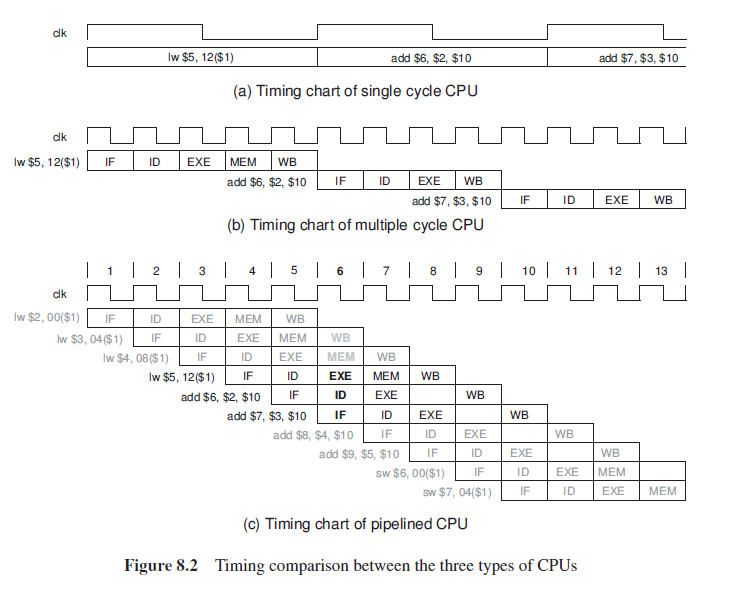 clk
lw $5, 12($1) add $6, $2, $10 add $7, $3, $10
(a) Timing chart of single cycle CPU
clk
lw $5, 12($1) IF ID EXE MEM WB
add $6, $2, $10 IF ID EXE WB
add $7, $3, $10 IF ID EXE WB
(b) Timing chart of multiple cycle CPU
1 2 3 4 5 6 7 8 9 10 11 12 13
clk
lw $2, 00($1) IF ID EXE MEM WB
lw $3, 04($1) IF ID EXE MEM WB
lw $4, 08($1) IF ID EXE MEM WB
lw $5, 12($1) IF ID EXE MEM WB
add $6, $2, $10 IF ID EXE WB
add $7, $3, $10 IF ID EXE WB
add $8, $4, $10 IF ID EXE WB
add $9, $5, $10 IF ID EXE WB
sw $6, 00($1) IF ID EXE MEM
sw $7, 04($1) IF ID EXE MEM
(c) Timing chart of pipelined CPU
Figure 8.2 Timing comparison between the three types of CPUs